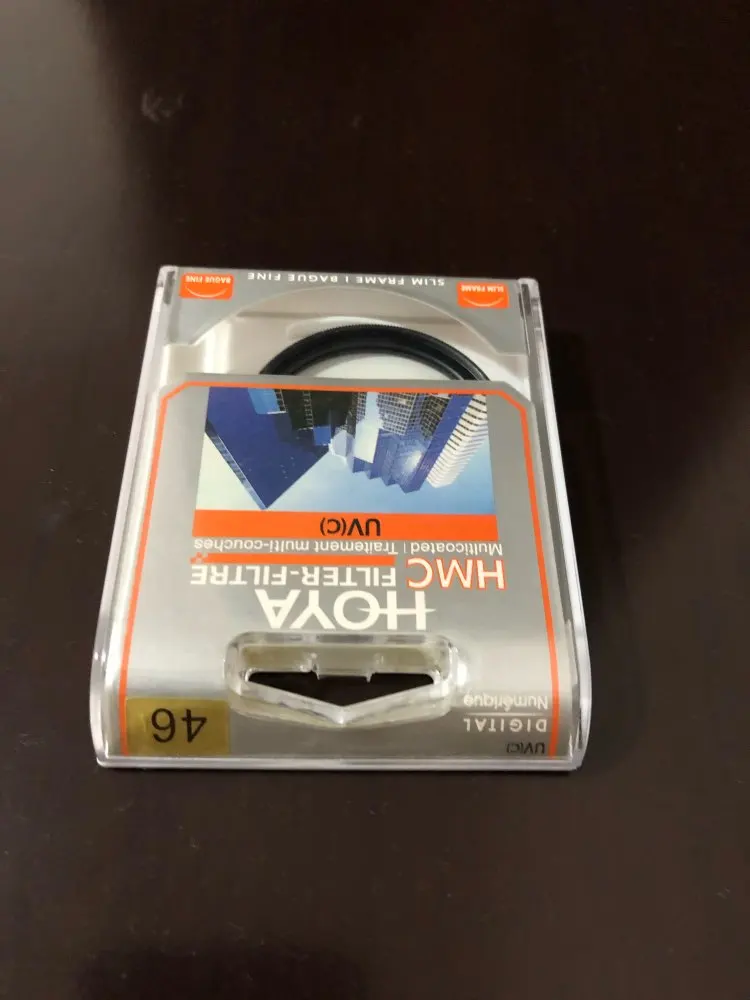 UV(C)
DIGITAL
Numérique
46
HOYA
HMC FILTER-FILTRE
Multicoated | Traitement multi-couches
UV(C)
SLIM FRAME
SLIM FRAME | BAGUE FINE
BAGUE FINE